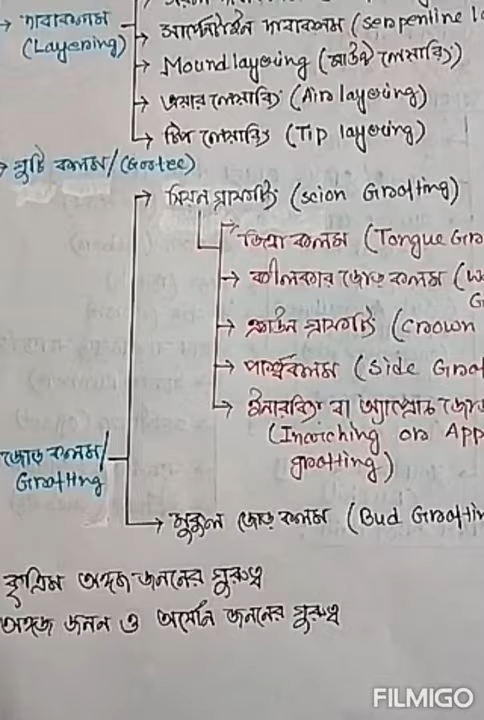 → দাবাকলম
(Layering)
→ সার্পেন্টাইন দাবাকলম (serpentine la
→ Mound layering (মাউন্ড লেয়ারিং)
→ এয়ার লেয়ারিং (Air layering)
→ টিপ লেয়ারিং (Tip layering)
→ গুটি কলম/(Gootee)
→ সিয়ন গ্রাফটিং (scion Grafting)
→ জিহ্বা কলম (Tongue Gra
→ কীলকাকার জোড় কলম (W
G
→ ক্রাউন গ্রাফটিং (Crown
→ পার্শ্বকলম (Side Graf
→ ইনারচিং বা অ্যাপ্রোচ জো
(Inarching or App
grafting)
জোড় কলম/
Grafting
→ মুকুল জোড় কলম (Bud Graftin
কৃত্রিম অঙ্গজ জননের গুরুত্ব
অঙ্গজ জনন ও অযৌন জননের গুরুত্ব
FILMIGO